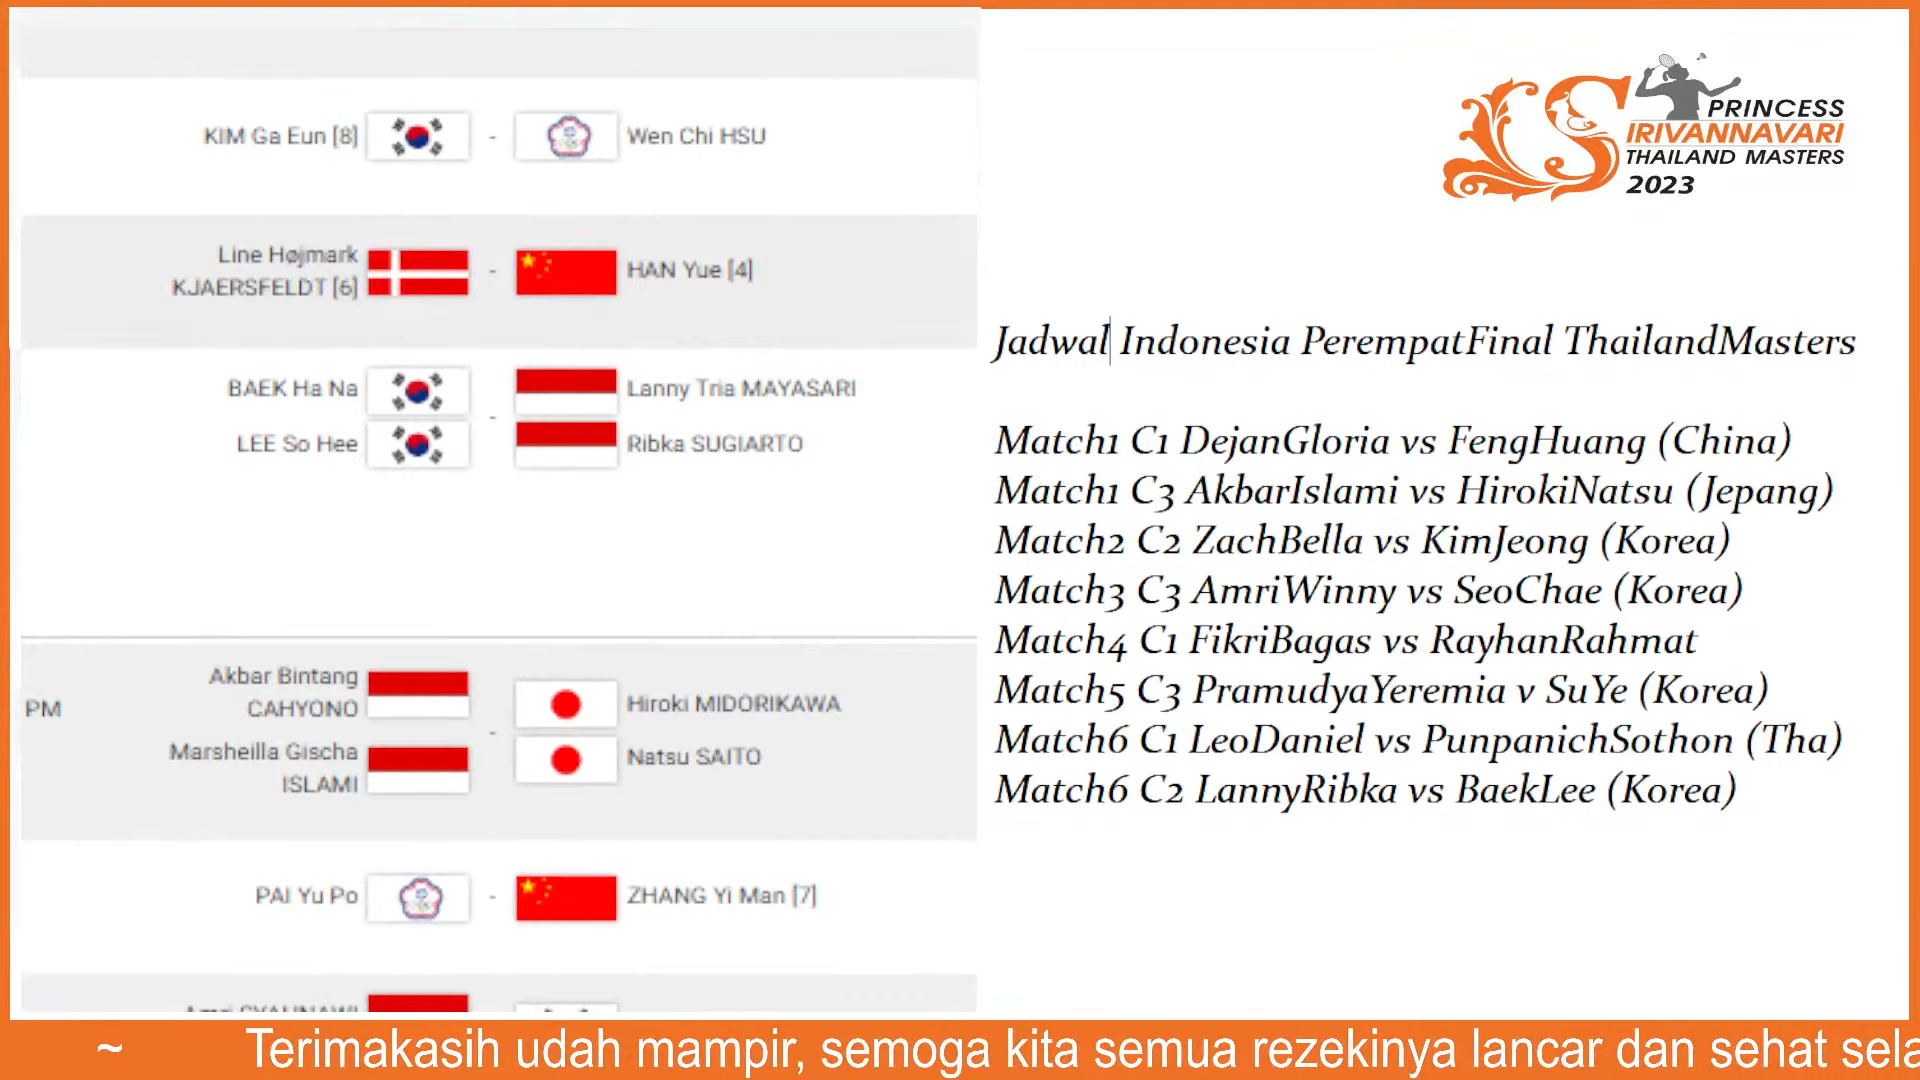 KIM Ga Eun [8] - Wen Chi HSU
Line Højmark
KJAERSFELDT [6] - HAN Yue [4]
BAEK Ha Na
LEE So Hee - Lanny Tria MAYASARI
Ribka SUGIARTO
PM
Akbar Bintang
CAHYONO
Marsheilla Gischa
ISLAMI - Hiroki MIDORIKAWA
Natsu SAITO
PAI Yu Po - ZHANG Yi Man [7]
PRINCESS
SIRIVANNAVARI
THAILAND MASTERS
2023
Jadwal Indonesia PerempatFinal ThailandMasters
Match1 C1 DejanGloria vs FengHuang (China)
Match1 C3 AkbarIslami vs HirokiNatsu (Jepang)
Match2 C2 ZachBella vs KimJeong (Korea)
Match3 C3 AmriWinny vs SeoChae (Korea)
Match4 C1 FikriBagas vs RayhanRahmat
Match5 C3 PramudyaYeremia v SuYe (Korea)
Match6 C1 LeoDaniel vs PunpanichSothon (Tha)
Match6 C2 LannyRibka vs BaekLee (Korea)
~ Terimakasih udah mampir, semoga kita semua rezekinya lancar dan sehat sela